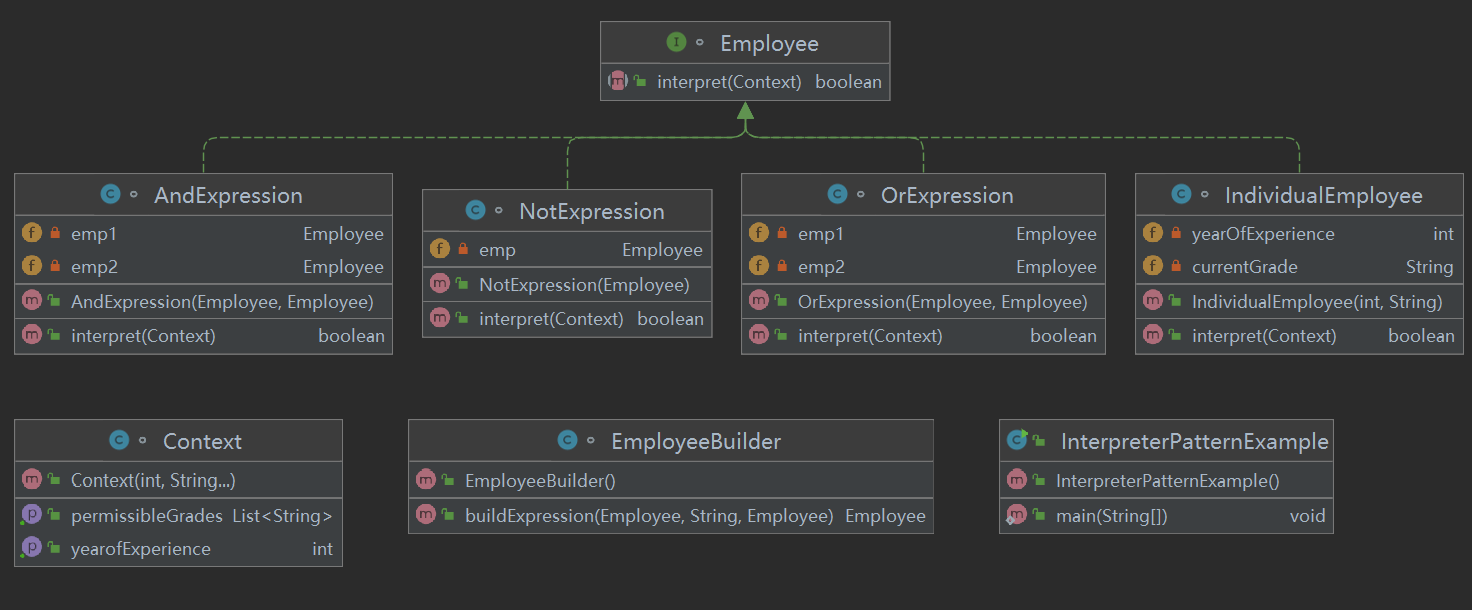 Employee
interpret(Context) boolean
AndExpression
emp1 Employee
emp2 Employee
AndExpression(Employee, Employee)
interpret(Context) boolean
NotExpression
emp Employee
NotExpression(Employee)
interpret(Context) boolean
OrExpression
emp1 Employee
emp2 Employee
OrExpression(Employee, Employee)
interpret(Context) boolean
IndividualEmployee
yearOfExperience int
currentGrade String
IndividualEmployee(int, String)
interpret(Context) boolean
Context
Context(int, String...)
permissibleGrades List<String>
yearofExperience int
EmployeeBuilder
EmployeeBuilder()
buildExpression(Employee, String, Employee) Employee
InterpreterPatternExample
InterpreterPatternExample()
main(String[]) void